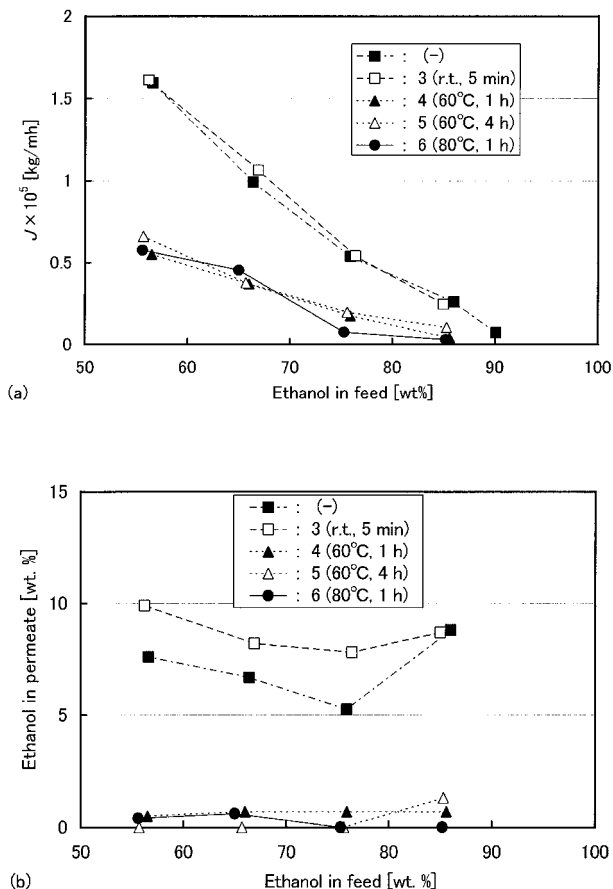 2
1.5
1
0.5
0
J × 10⁵ [kg/mh]
: (-)
: 3 (r.t., 5 min)
: 4 (60°C, 1 h)
: 5 (60°C, 4 h)
: 6 (80°C, 1 h)
50 60 70 80 90 100
Ethanol in feed [wt%]
(a)
15
10
5
0
Ethanol in permeate [wt. %]
: (-)
: 3 (r.t., 5 min)
: 4 (60°C, 1 h)
: 5 (60°C, 4 h)
: 6 (80°C, 1 h)
50 60 70 80 90 100
Ethanol in feed [wt. %]
(b)